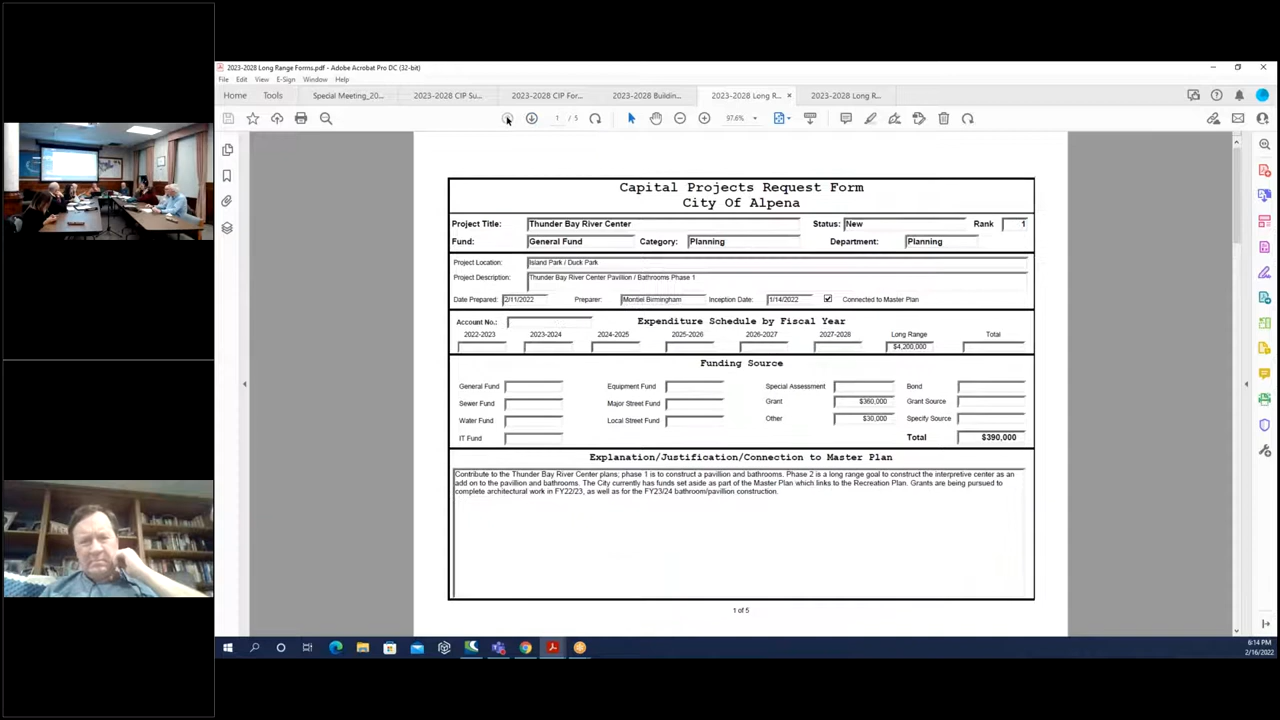 2023-2028 Long Range Forms.pdf - Adobe Acrobat Pro DC (32-bit)
File Edit View E-Sign Window Help
Home Tools Special Meeting_20... 2023-2028 CIP Su... 2023-2028 CIP For... 2023-2028 Buildin... 2023-2028 Long R... × 2023-2028 Long R...
1 / 5 97.6%
Capital Projects Request Form
City Of Alpena
Project Title: Thunder Bay River Center Status: New Rank 1
Fund: General Fund Category: Planning Department: Planning
Project Location: Island Park / Duck Park
Project Description: Thunder Bay River Center Pavillion / Bathrooms Phase 1
Date Prepared: 2/11/2022 Preparer: Montiel Birmingham Inception Date: 1/14/2022 Connected to Master Plan
Account No.: Expenditure Schedule by Fiscal Year
2022-2023 2023-2024 2024-2025 2025-2026 2026-2027 2027-2028 Long Range Total
$4,200,000
Funding Source
General Fund Equipment Fund Special Assessment Bond
Sewer Fund Major Street Fund Grant $360,000 Grant Source
Water Fund Local Street Fund Other $30,000 Specify Source
IT Fund Total $390,000
Explanation/Justification/Connection to Master Plan
Contribute to the Thunder Bay River Center plans; phase 1 is to construct a pavillion and bathrooms. Phase 2 is a long range goal to construct the interpretive center as an
add on to the pavillion and bathrooms. The City currently has funds set aside as part of the Master Plan which links to the Recreation Plan. Grants are being pursued to
complete architectural work in FY22/23, as well as for the FY23/24 bathroom/pavillion construction.
1 of 5
6:14 PM
2/16/2022